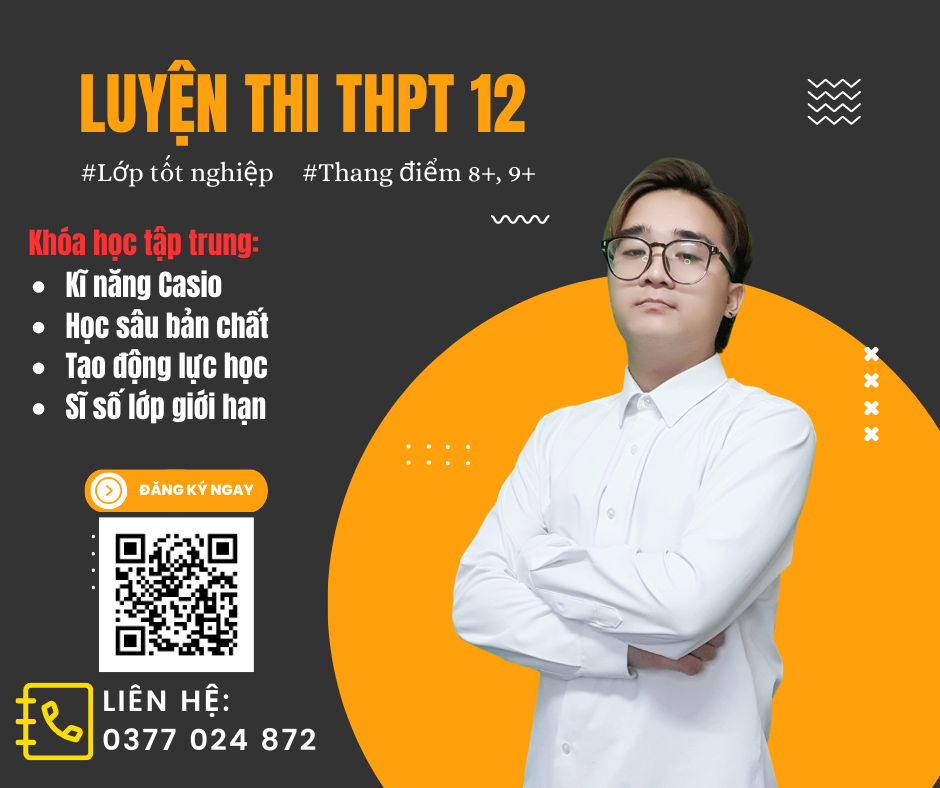 LUYỆN THI THPT 12
#Lớp tốt nghiệp #Thang điểm 8+, 9+
Khóa học tập trung:
Kĩ năng Casio
Học sâu bản chất
Tạo động lực học
Sĩ số lớp giới hạn
ĐĂNG KÝ NGAY
LIÊN HỆ:
0377 024 872